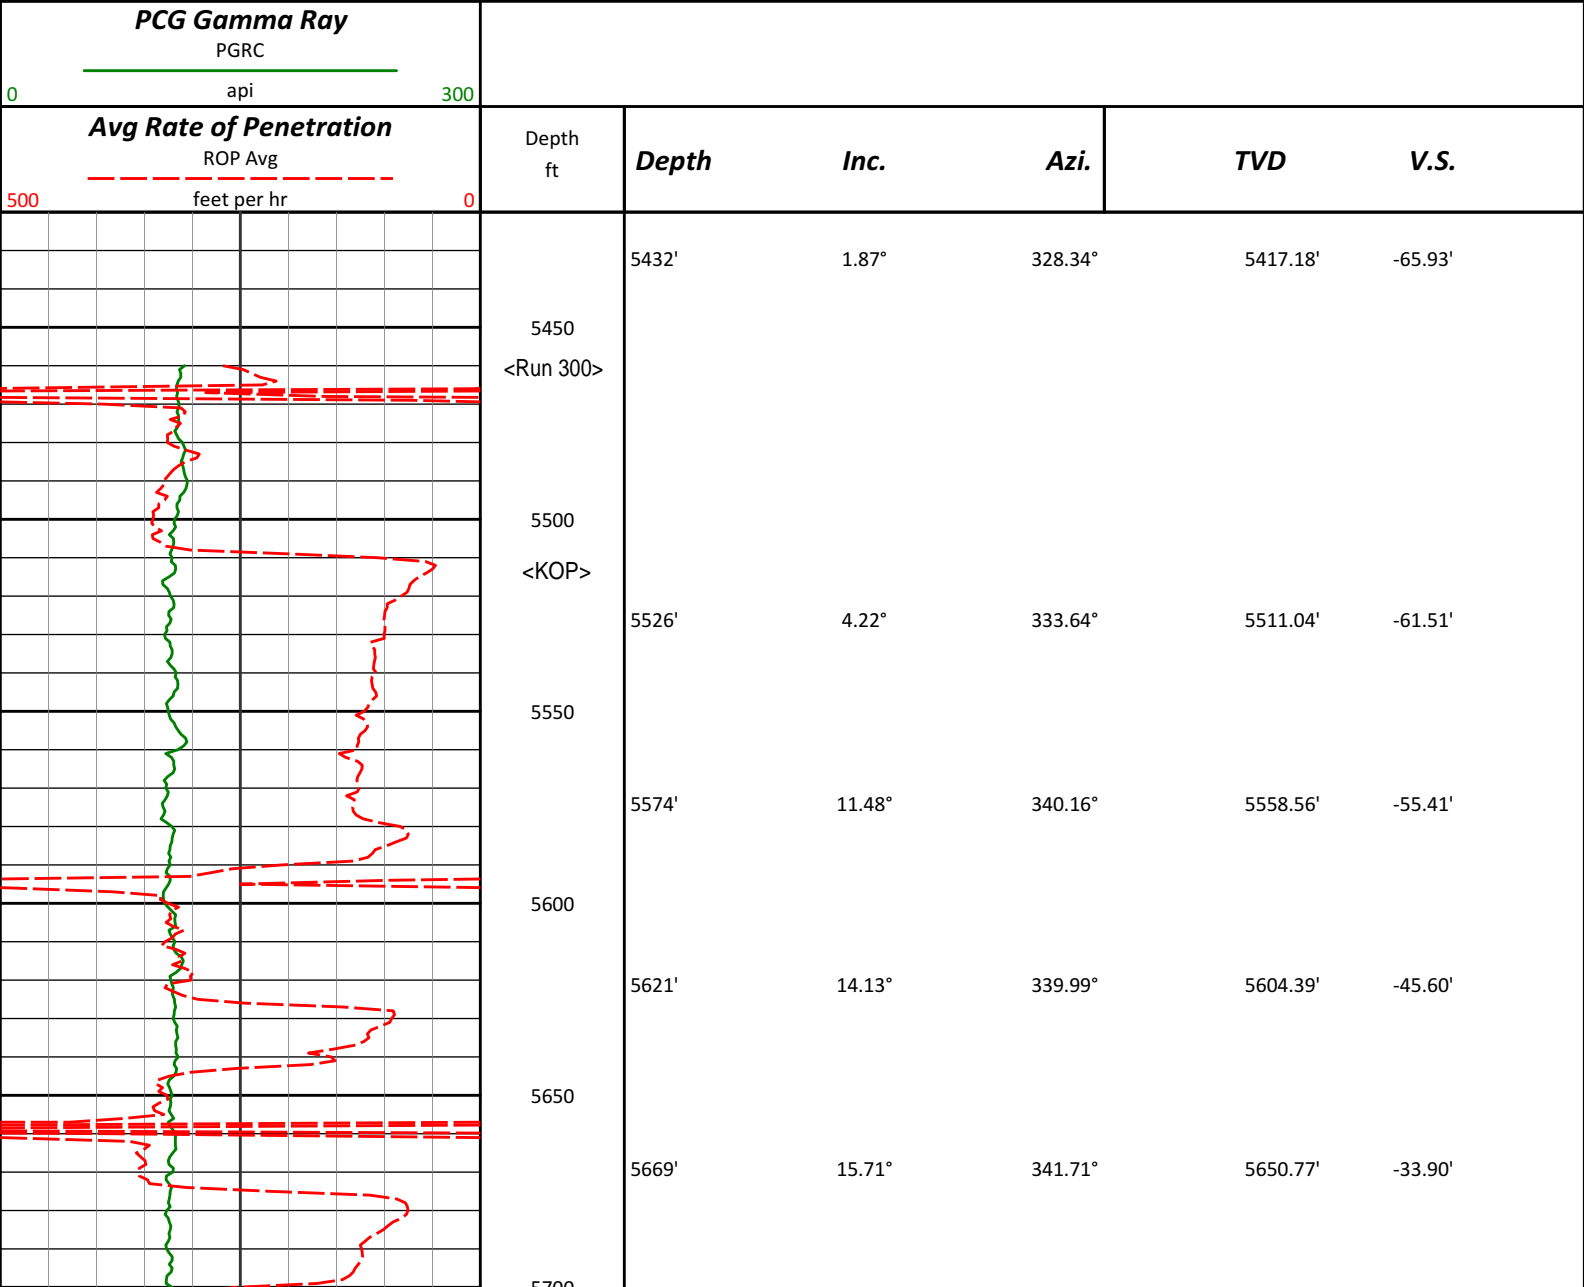 PCG Gamma Ray
PGRC
0 api 300
Avg Rate of Penetration
ROP Avg
500 feet per hr 0
Depth
ft
Depth Inc. Azi. TVD V.S.
5432' 1.87° 328.34° 5417.18' -65.93'
5450
<Run 300>
5500
<KOP>
5526' 4.22° 333.64° 5511.04' -61.51'
5550
5574' 11.48° 340.16° 5558.56' -55.41'
5600
5621' 14.13° 339.99° 5604.39' -45.60'
5650
5669' 15.71° 341.71° 5650.77' -33.90'
5700